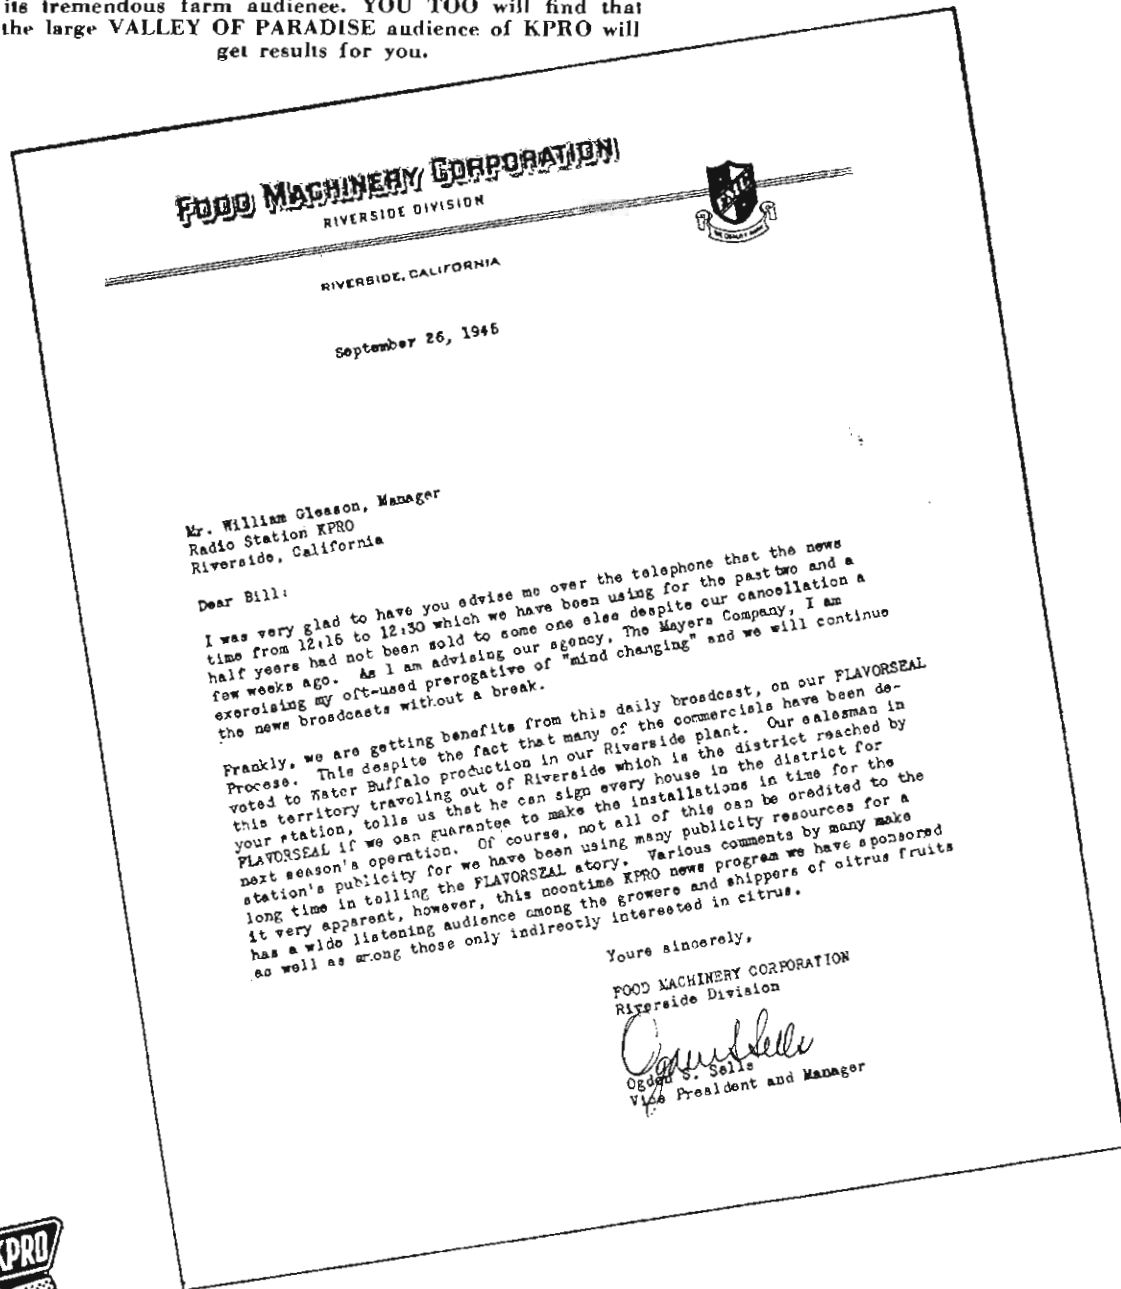 its tremendous farm audience. YOU TOO will find that
the large VALLEY OF PARADISE audience of KPRO will
get results for you.
FOOD MACHINERY CORPORATION
RIVERSIDE DIVISION
RIVERSIDE, CALIFORNIA
September 26, 1945
Mr. William Gleason, Manager
Radio Station KPRO
Riverside, California
Dear Bill:
I was very glad to have you advise me over the telephone that the news
time from 12:15 to 12:30 which we have been using for the past two and a
half years had not been sold to some one else despite our cancellation a
few weeks ago. As I am advising our agency, The Mayers Company, I am
exercising my oft-used prerogative of "mind changing" and we will continue
the news broadcasts without a break.
Frankly, we are getting benefits from this daily broadcast, on our FLAVORSEAL
Process. This despite the fact that many of the commercials have been de-
voted to Water Buffalo production in our Riverside plant. Our salesman in
this territory traveling out of Riverside which is the district reached by
your station, tells us that he can sign every house in the district for
FLAVORSEAL if we can guarantee to make the installations in time for the
next season's operation. Of course, not all of this can be credited to the
station's publicity for we have been using many publicity resources for a
long time in telling the FLAVORSEAL story. Various comments by many make
it very apparent, however, this noontime KPRO news program we have sponsored
has a wide listening audience among the growers and shippers of citrus fruits
as well as among those only indirectly interested in citrus.
Yours sincerely,
FOOD MACHINERY CORPORATION
Riverside Division
Ogden S. Sells
Ogden S. Sells
Vice President and Manager
KPRO